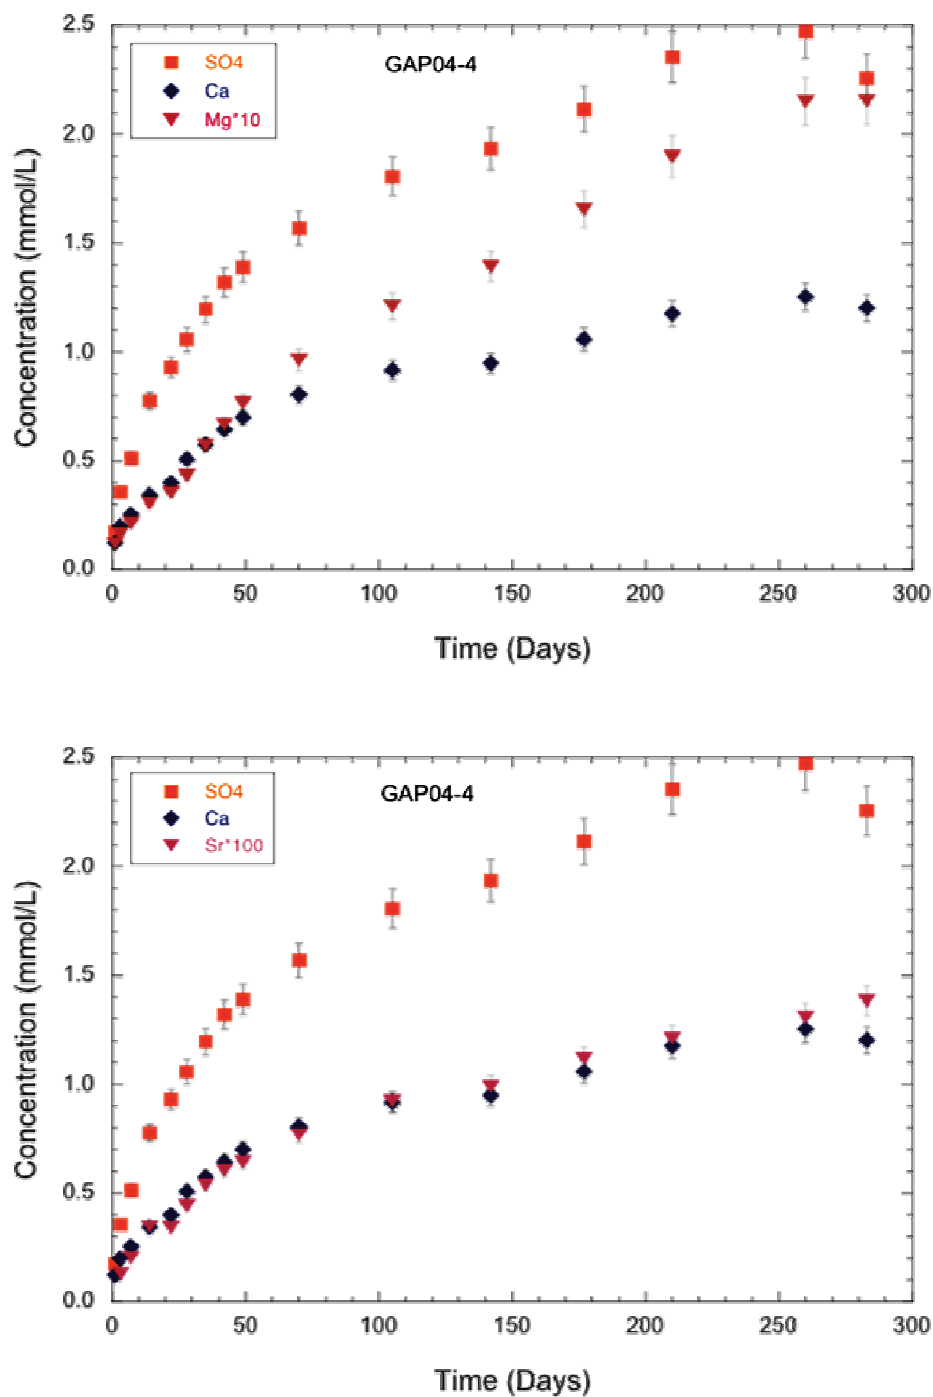 2.5
SO4
Ca
Mg*10
GAP04-4
2.0
1.5
1.0
0.5
0.0
Concentration (mmol/L)
0 50 100 150 200 250 300
Time (Days)
2.5
SO4
Ca
Sr*100
GAP04-4
2.0
1.5
1.0
0.5
0.0
Concentration (mmol/L)
0 50 100 150 200 250 300
Time (Days)